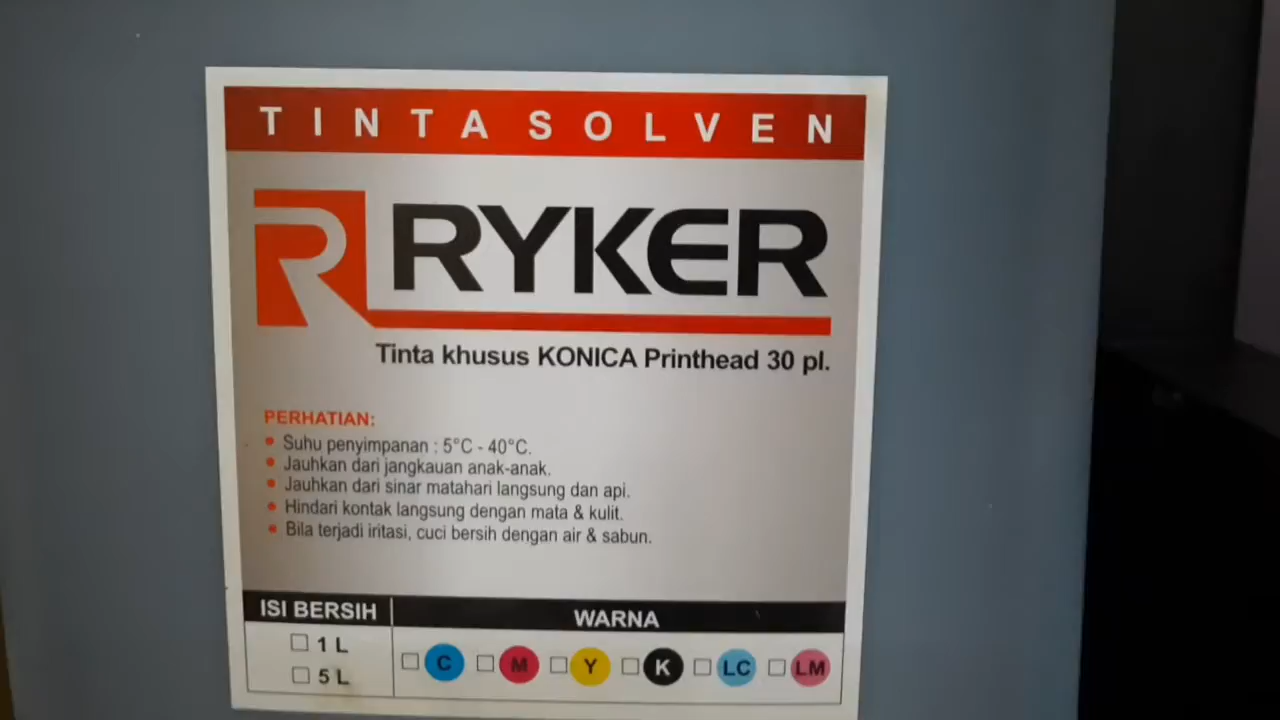 TINTA SOLVEN
R RYKER
Tinta khusus KONICA Printhead 30 pl.
PERHATIAN:
• Suhu penyimpanan : 5°C - 40°C.
• Jauhkan dari jangkauan anak-anak.
• Jauhkan dari sinar matahari langsung dan api.
• Hindari kontak langsung dengan mata & kulit.
• Bila terjadi iritasi, cuci bersih dengan air & sabun.
ISI BERSIH WARNA
☐ 1 L
☐ 5 L
☐ C ☐ M ☐ Y ☐ K ☐ LC ☐ LM